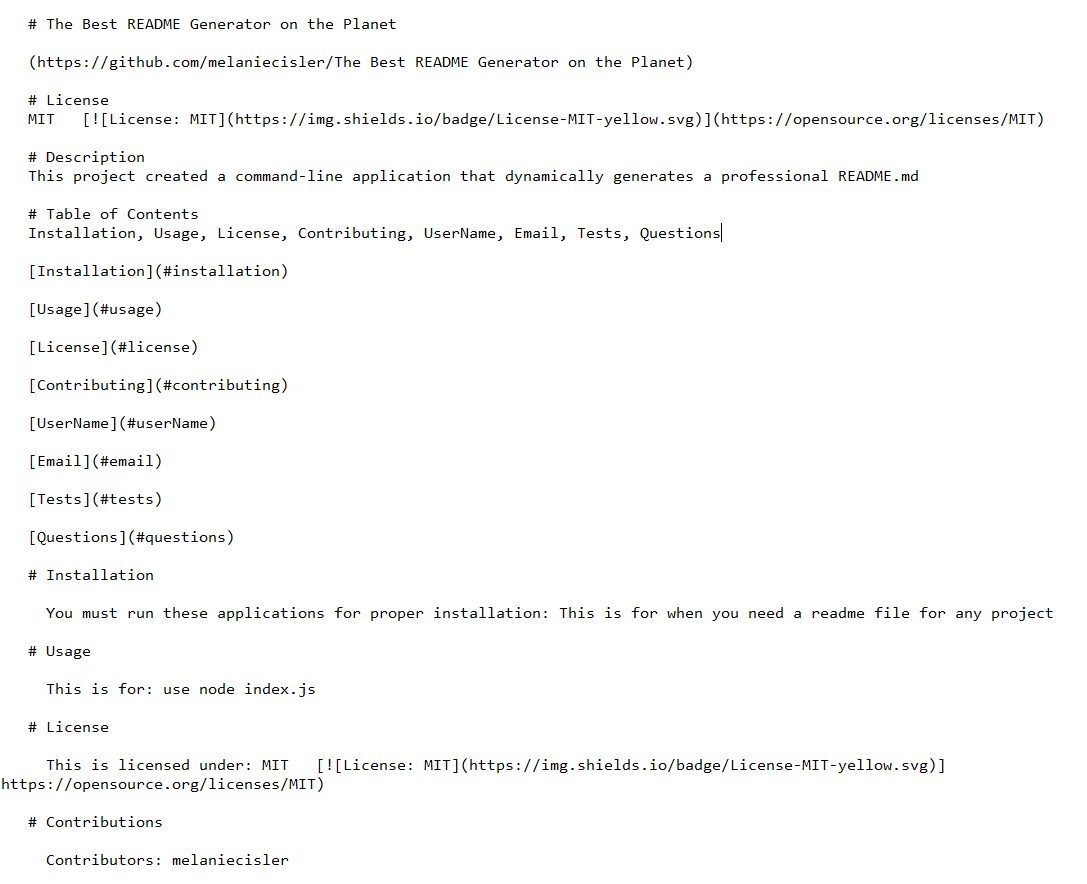 # The Best README Generator on the Planet
(https://github.com/melaniecisler/The Best README Generator on the Planet)
# License
MIT   [![License: MIT](https://img.shields.io/badge/License-MIT-yellow.svg)](https://opensource.org/licenses/MIT)
# Description
This project created a command-line application that dynamically generates a professional README.md
# Table of Contents
Installation, Usage, License, Contributing, UserName, Email, Tests, Questions
[Installation](#installation)
[Usage](#usage)
[License](#license)
[Contributing](#contributing)
[UserName](#userName)
[Email](#email)
[Tests](#tests)
[Questions](#questions)
# Installation
You must run these applications for proper installation: This is for when you need a readme file for any project
# Usage
This is for: use node index.js
# License
This is licensed under: MIT   [![License: MIT](https://img.shields.io/badge/License-MIT-yellow.svg)]
https://opensource.org/licenses/MIT)
# Contributions
Contributors: melaniecisler